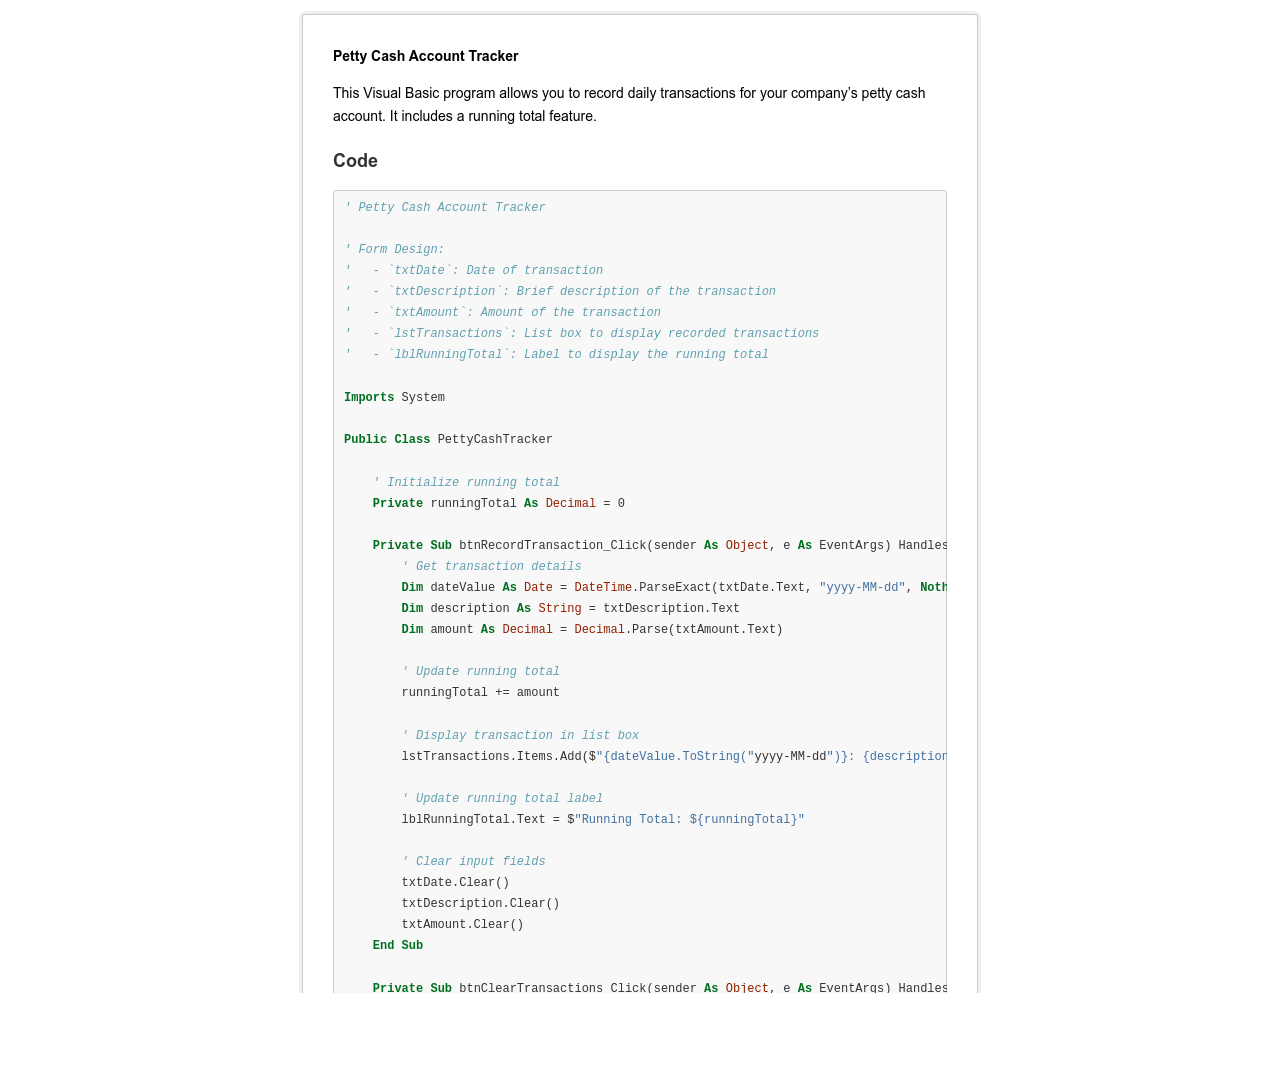 Petty Cash Account Tracker
This Visual Basic program allows you to record daily transactions for your company's petty cash
account. It includes a running total feature.
Code
' Petty Cash Account Tracker
' Form Design:
'   - `txtDate`: Date of transaction
'   - `txtDescription`: Brief description of the transaction
'   - `txtAmount`: Amount of the transaction
'   - `lstTransactions`: List box to display recorded transactions
'   - `lblRunningTotal`: Label to display the running total
Imports System
Public Class PettyCashTracker
    ' Initialize running total
    Private runningTotal As Decimal = 0
    Private Sub btnRecordTransaction_Click(sender As Object, e As EventArgs) Handles
        ' Get transaction details
        Dim dateValue As Date = DateTime.ParseExact(txtDate.Text, "yyyy-MM-dd", Noth
        Dim description As String = txtDescription.Text
        Dim amount As Decimal = Decimal.Parse(txtAmount.Text)
        ' Update running total
        runningTotal += amount
        ' Display transaction in list box
        lstTransactions.Items.Add($"{dateValue.ToString("yyyy-MM-dd")}: {description
        ' Update running total label
        lblRunningTotal.Text = $"Running Total: ${runningTotal}"
        ' Clear input fields
        txtDate.Clear()
        txtDescription.Clear()
        txtAmount.Clear()
    End Sub
    Private Sub btnClearTransactions_Click(sender As Object, e As EventArgs) Handles